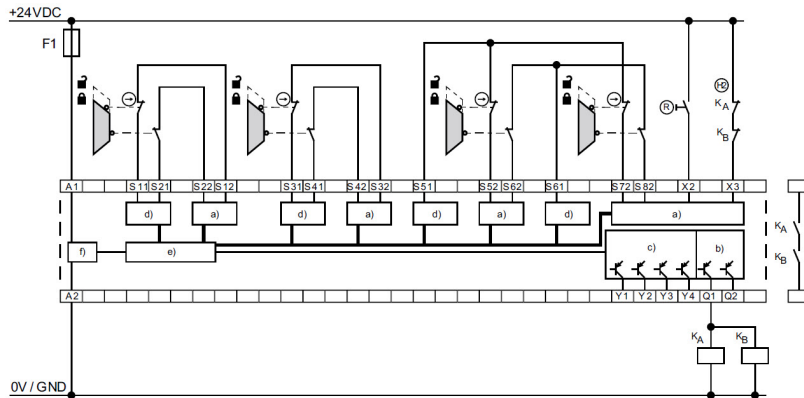 +24VDC
F1
H2
R
KA
KB
A1 S11 S21 S22 S12 S31 S41 S42 S32 S51 S52 S62 S61 S72 S82 X2 X3
d) a) d) a) d) a) d) a)
KA
f) e) c) b)
KB
A2 Y1 Y2 Y3 Y4 Q1 Q2
KA KB
0V / GND